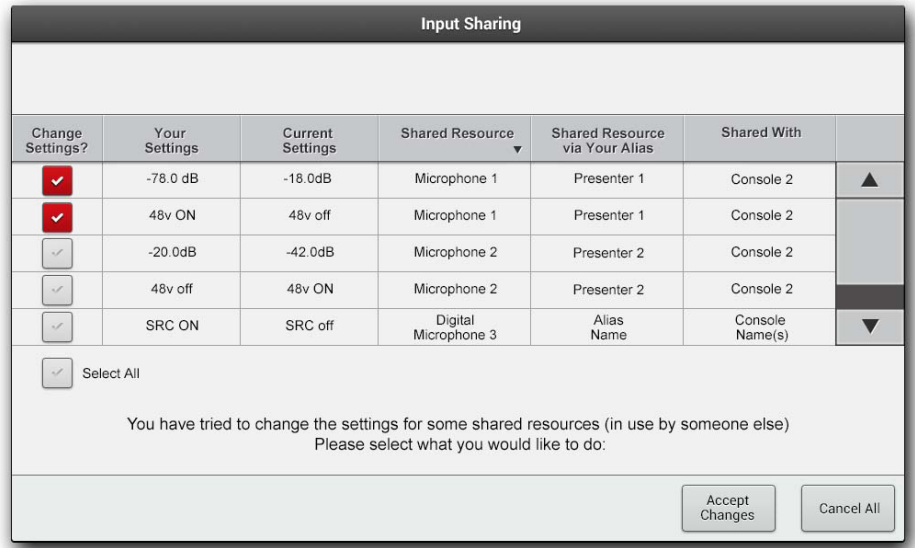 Input Sharing
Change Settings? Your Settings Current Settings Shared Resource ▼ Shared Resource via Your Alias Shared With
-78.0 dB -18.0dB Microphone 1 Presenter 1 Console 2
48v ON 48v off Microphone 1 Presenter 1 Console 2
-20.0dB -42.0dB Microphone 2 Presenter 2 Console 2
48v off 48v ON Microphone 2 Presenter 2 Console 2
SRC ON SRC off Digital Microphone 3 Alias Name Console Name(s)
Select All
You have tried to change the settings for some shared resources (in use by someone else)
Please select what you would like to do:
Accept Changes Cancel All